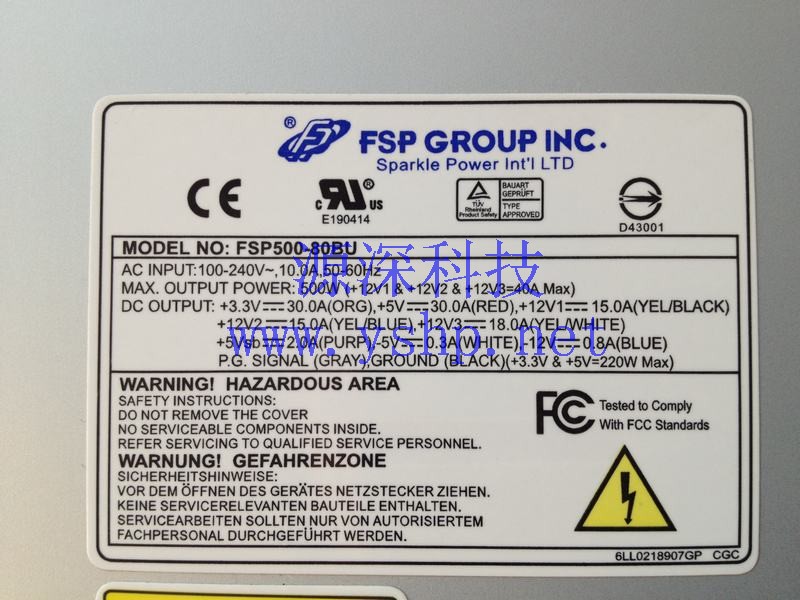 ® FSP GROUP INC.
Sparkle Power Int'l LTD
CE
c RU® US
E190414
TÜV
Rheinland
Product Safety
BAUART
GEPRÜFT
TYPE
APPROVED
D43001
MODEL NO: FSP500-80BU
源深科技
AC INPUT:100-240V~,10.0A,50-60Hz
MAX. OUTPUT POWER: 500W (+12V1 & +12V2 & +12V3=40A Max)
DC OUTPUT: +3.3V⎓30.0A(ORG),+5V⎓30.0A(RED),+12V1⎓15.0A(YEL/BLACK)
+12V2⎓15.0A(YEL/BLUE),+12V3⎓18.0A(YEL/WHITE)
www.yshp.net
+5Vsb⎓2.0A(PURP),-5V⎓0.3A(WHITE),-12V⎓0.8A(BLUE)
P.G. SIGNAL (GRAY),GROUND (BLACK)(+3.3V & +5V=220W Max)
WARNING! HAZARDOUS AREA
SAFETY INSTRUCTIONS:
DO NOT REMOVE THE COVER
NO SERVICEABLE COMPONENTS INSIDE.
REFER SERVICING TO QUALIFIED SERVICE PERSONNEL.
FC Tested to Comply
With FCC Standards
WARNUNG! GEFAHRENZONE
SICHERHEITSHINWEISE:
VOR DEM ÖFFNEN DES GERÄTES NETZSTECKER ZIEHEN.
KEINE SERVICERELEVANTEN BAUTEILE ENTHALTEN.
SERVICEARBEITEN SOLLTEN NUR VON AUTORISIERTEM
FACHPERSONAL DURCHGEFÜHRT WERDEN.
6LL0218907GP CGC